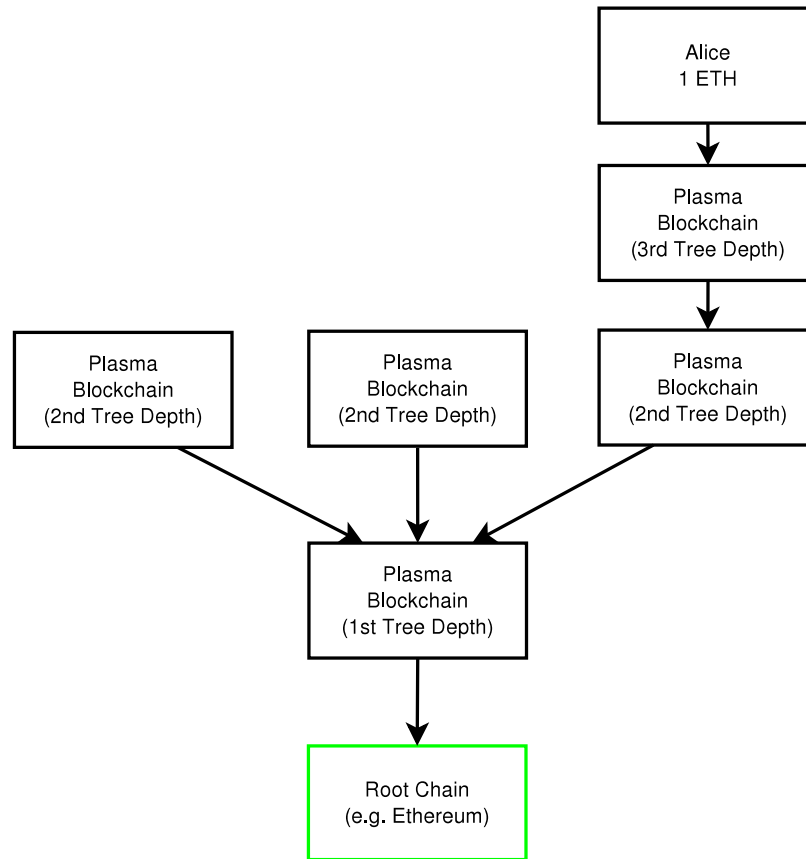 Alice
1 ETH
Plasma
Blockchain
(3rd Tree Depth)
Plasma
Blockchain
(2nd Tree Depth)
Plasma
Blockchain
(2nd Tree Depth)
Plasma
Blockchain
(2nd Tree Depth)
Plasma
Blockchain
(1st Tree Depth)
Root Chain
(e.g. Ethereum)